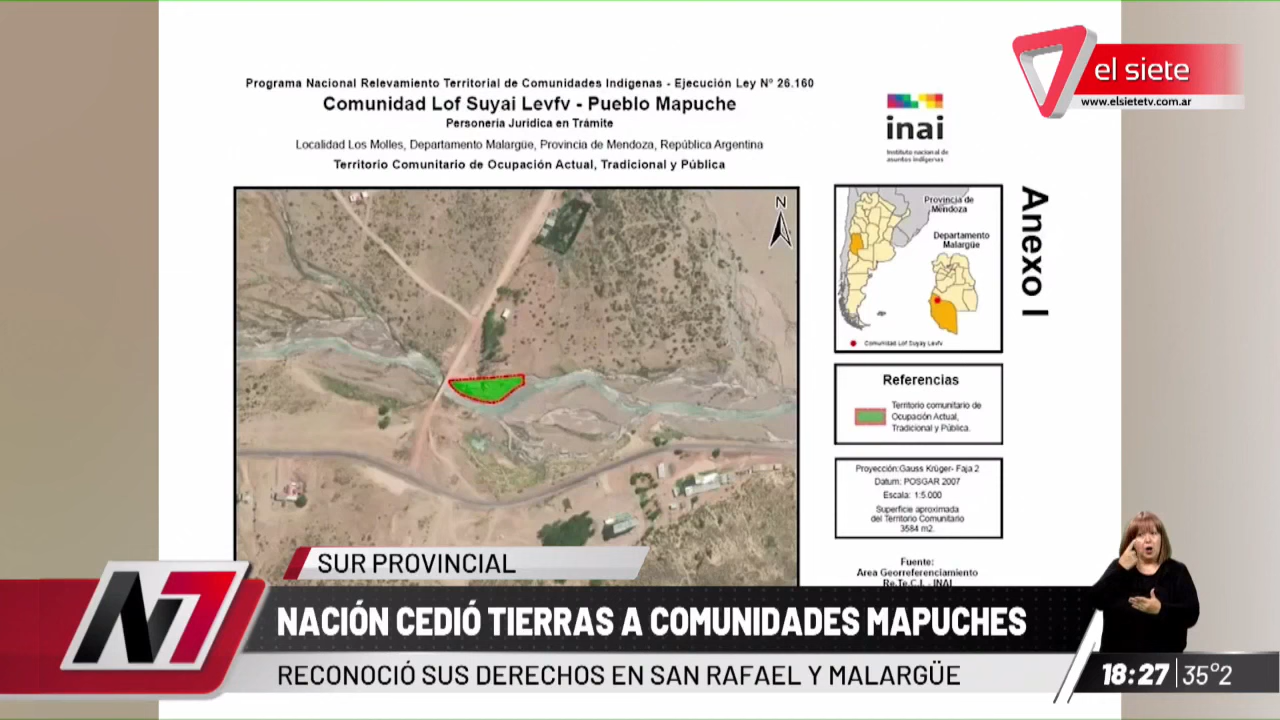 Programa Nacional Relevamiento Territorial de Comunidades Indígenas - Ejecución Ley Nº 26.160
Comunidad Lof Suyai Levfv - Pueblo Mapuche
Personería Jurídica en Trámite
Localidad Los Molles, Departamento Malargüe, Provincia de Mendoza, República Argentina
Territorio Comunitario de Ocupación Actual, Tradicional y Pública
inai
Instituto nacional de
asuntos indígenas
el siete
www.elsietetv.com.ar
N
Provincia de
Mendoza
Departamento
Malargüe
Comunidad Lof Suyay Levfv
Anexo I
Referencias
Territorio comunitario de
Ocupación Actual,
Tradicional y Pública.
Proyección:Gauss Krüger- Faja 2
Datum: POSGAR 2007
Escala: 1:5.000
Superficie aproximada
del Territorio Comunitario
3584 m2.
Fuente:
Area Georreferenciamiento
Re.Te.C.I. - INAI
SUR PROVINCIAL
N7
NACIÓN CEDIÓ TIERRAS A COMUNIDADES MAPUCHES
RECONOCIÓ SUS DERECHOS EN SAN RAFAEL Y MALARGÜE
18:27 35°2